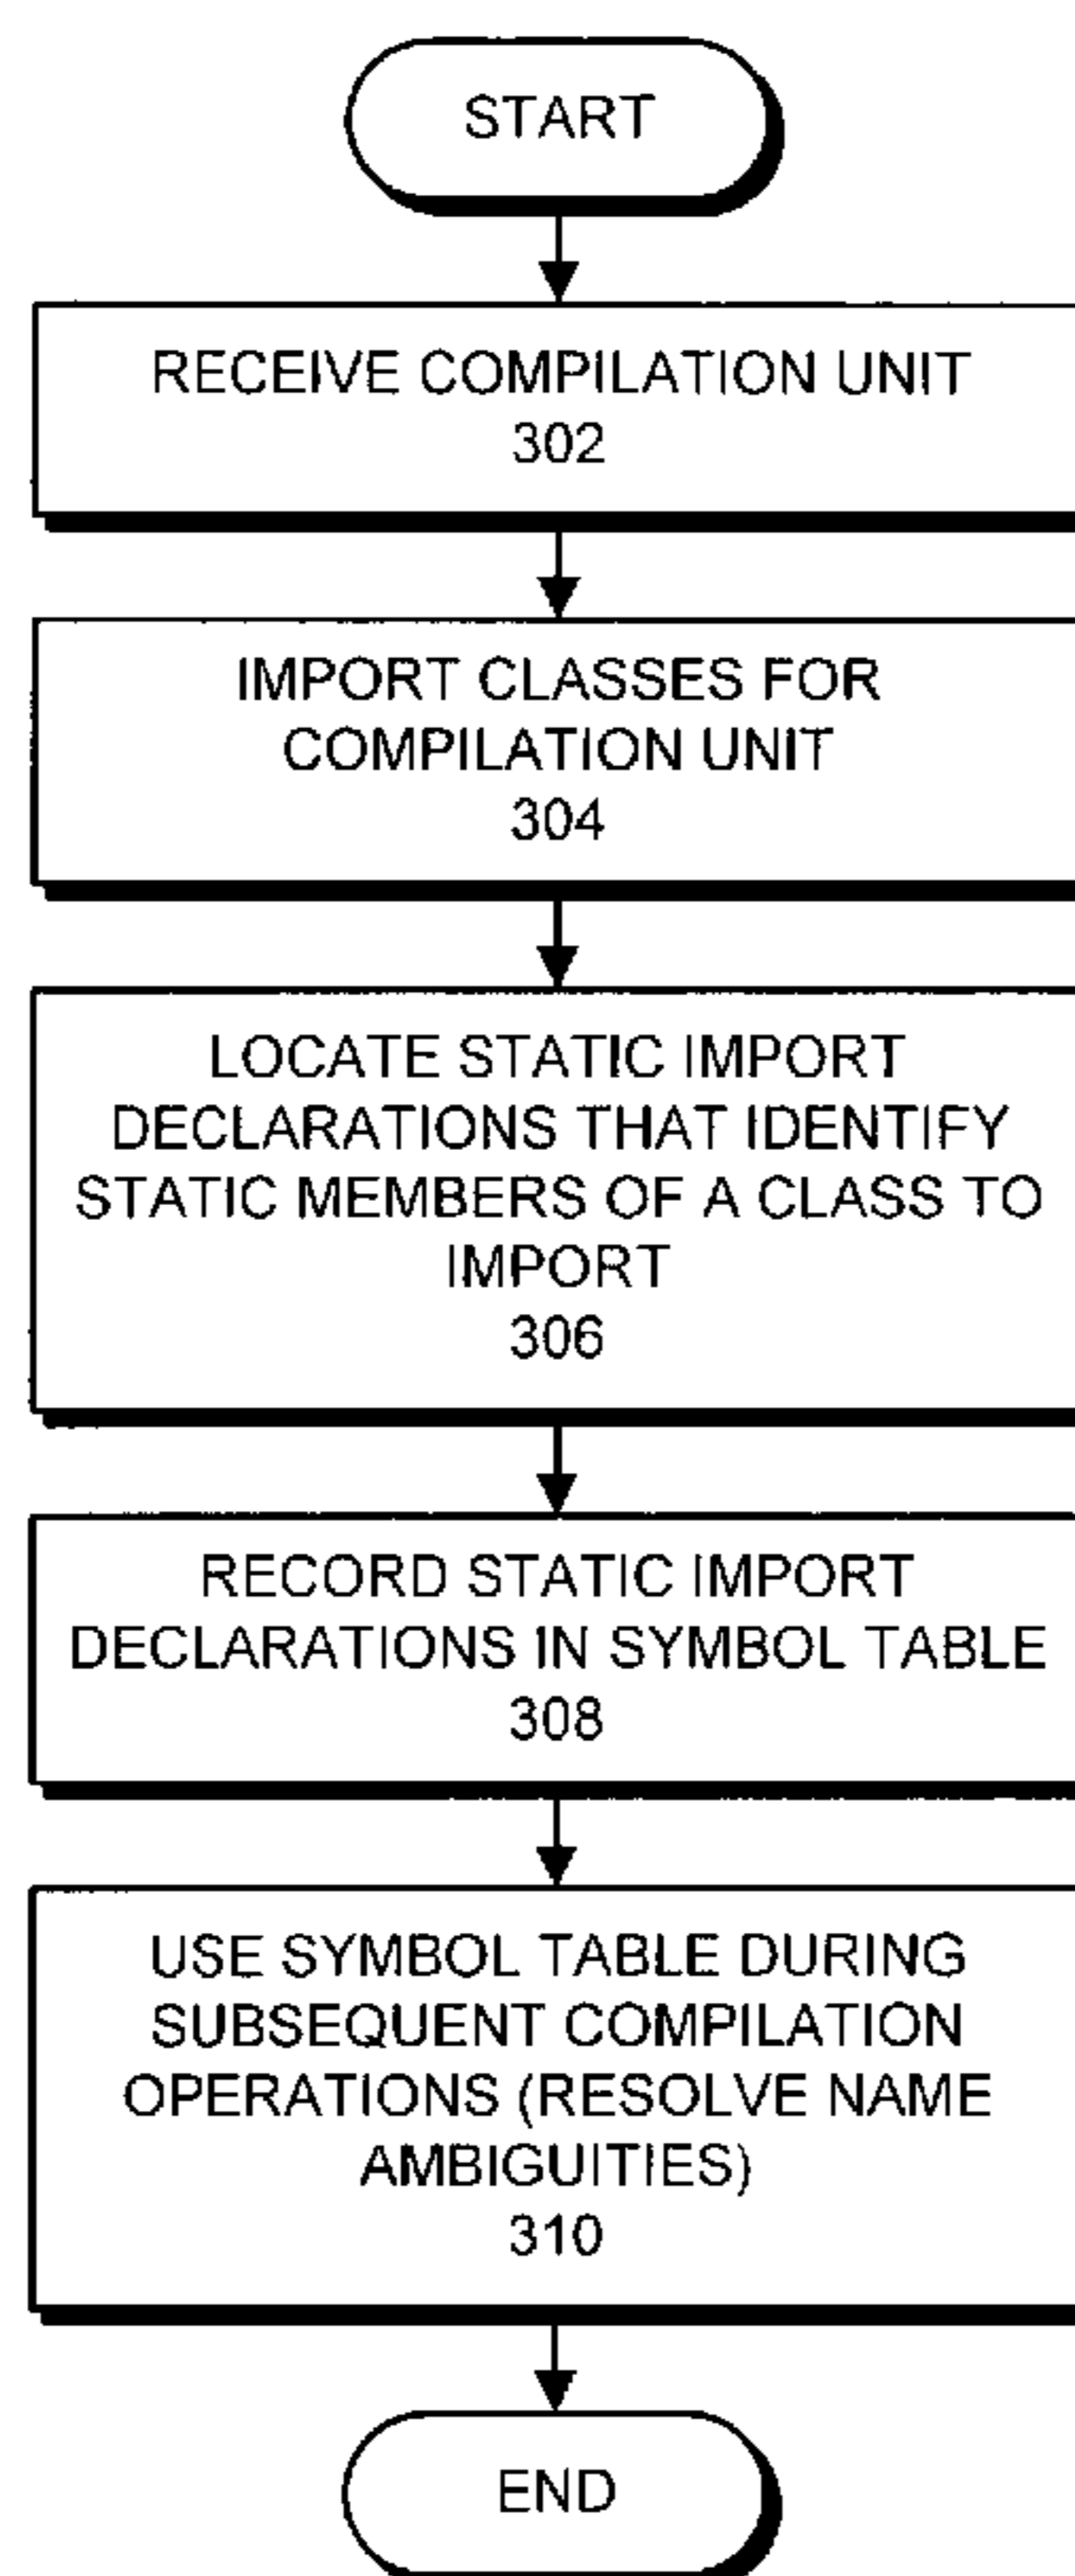 START
RECEIVE COMPILATION UNIT
302
IMPORT CLASSES FOR
COMPILATION UNIT
304
LOCATE STATIC IMPORT
DECLARATIONS THAT IDENTIFY
STATIC MEMBERS OF A CLASS TO
IMPORT
306
RECORD STATIC IMPORT
DECLARATIONS IN SYMBOL TABLE
308
USE SYMBOL TABLE DURING
SUBSEQUENT COMPILATION
OPERATIONS (RESOLVE NAME
AMBIGUITIES)
310
END